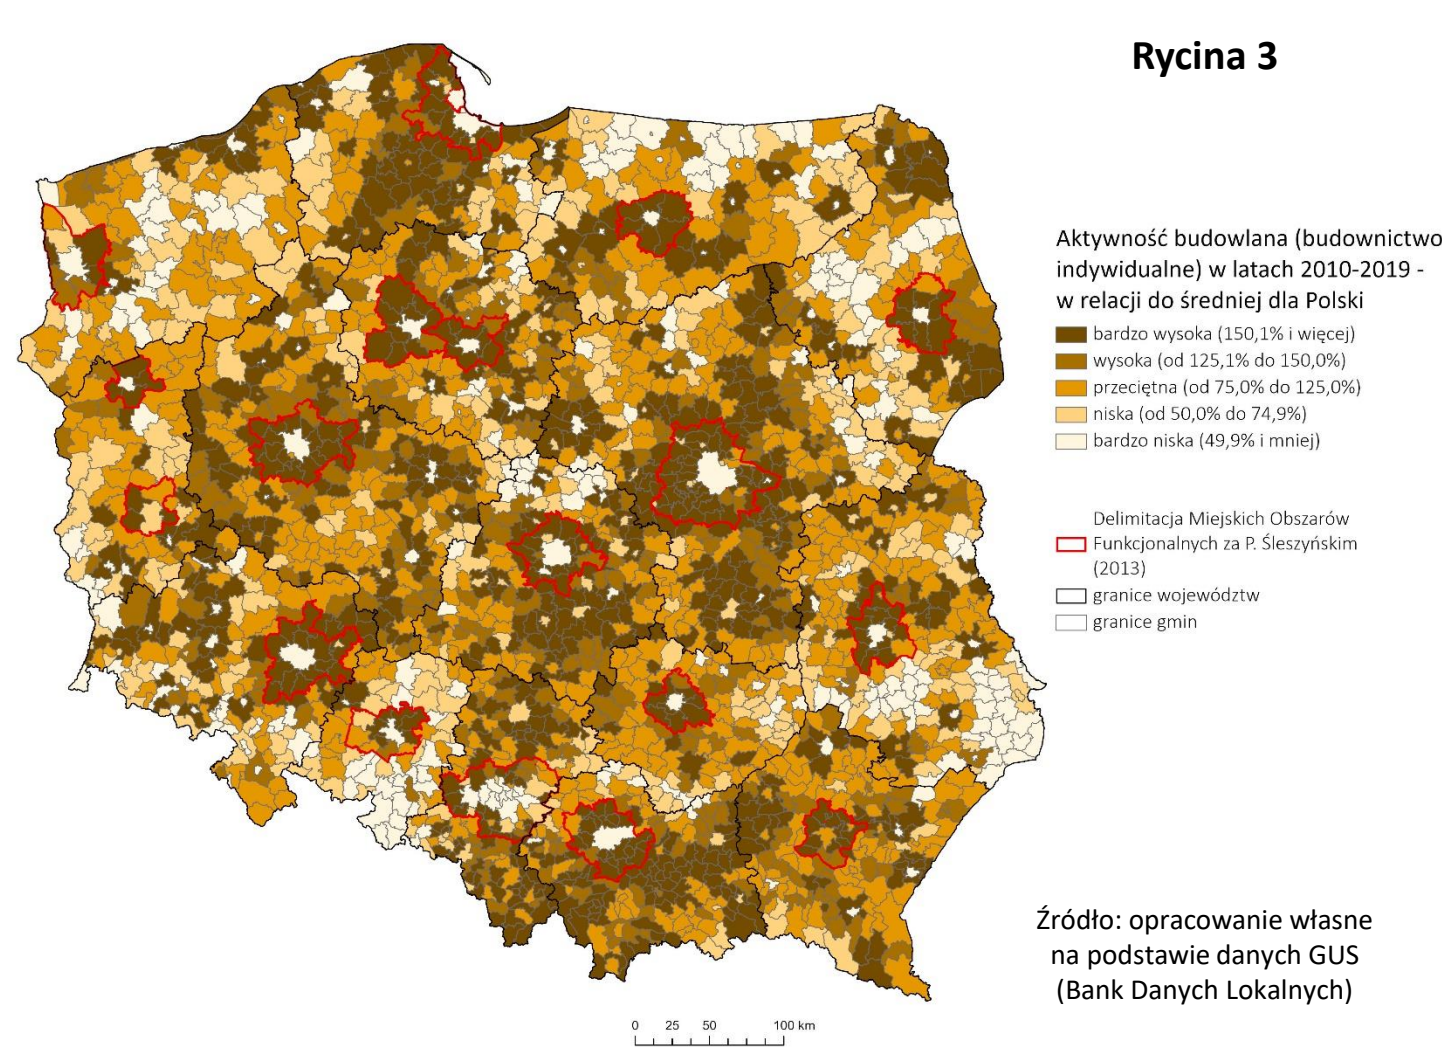 Rycina 3
Aktywność budowlana (budownictwo
indywidualne) w latach 2010-2019 -
w relacji do średniej dla Polski
bardzo wysoka (150,1% i więcej)
wysoka (od 125,1% do 150,0%)
przeciętna (od 75,0% do 125,0%)
niska (od 50,0% do 74,9%)
bardzo niska (49,9% i mniej)
Delimitacja Miejskich Obszarów
Funkcjonalnych za P. Śleszyńskim
(2013)
granice województw
granice gmin
Źródło: opracowanie własne
na podstawie danych GUS
(Bank Danych Lokalnych)
0 25 50 100 km